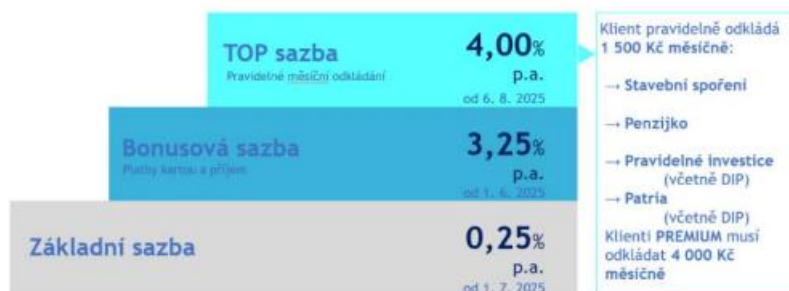 TOP sazba
Pravidelné měsíční odkládání
4,00%
p.a.
od 6. 8. 2025
Bonusová sazba
Platby kartou a příjem
3,25%
p.a.
od 1. 6. 2025
Základní sazba
0,25%
p.a.
od 1. 7. 2025
Klient pravidelně odkládá
1 500 Kč měsíčně:
→ Stavební spoření
→ Penzijko
→ Pravidelné investice
(včetně DIP)
→ Patria
(včetně DIP)
Klienti PREMIUM musí
odkládat 4 000 Kč
měsíčně